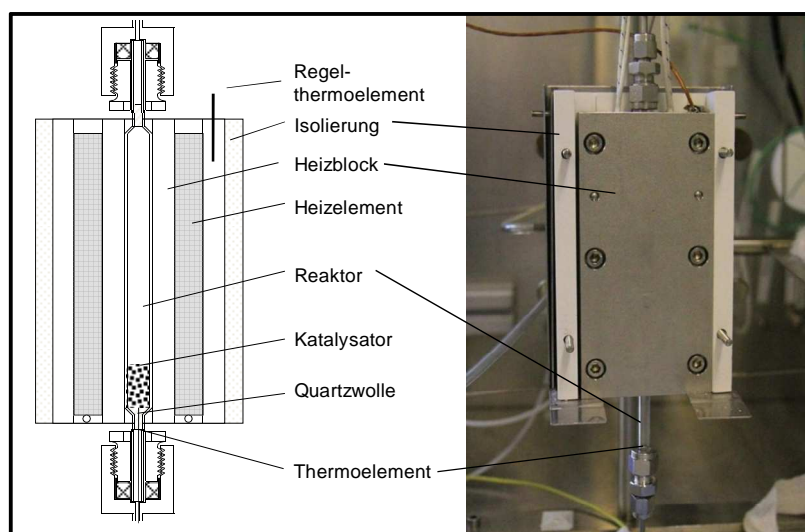 Regel-
thermoelement
Isolierung
Heizblock
Heizelement
Reaktor
Katalysator
Quartzwolle
Thermoelement